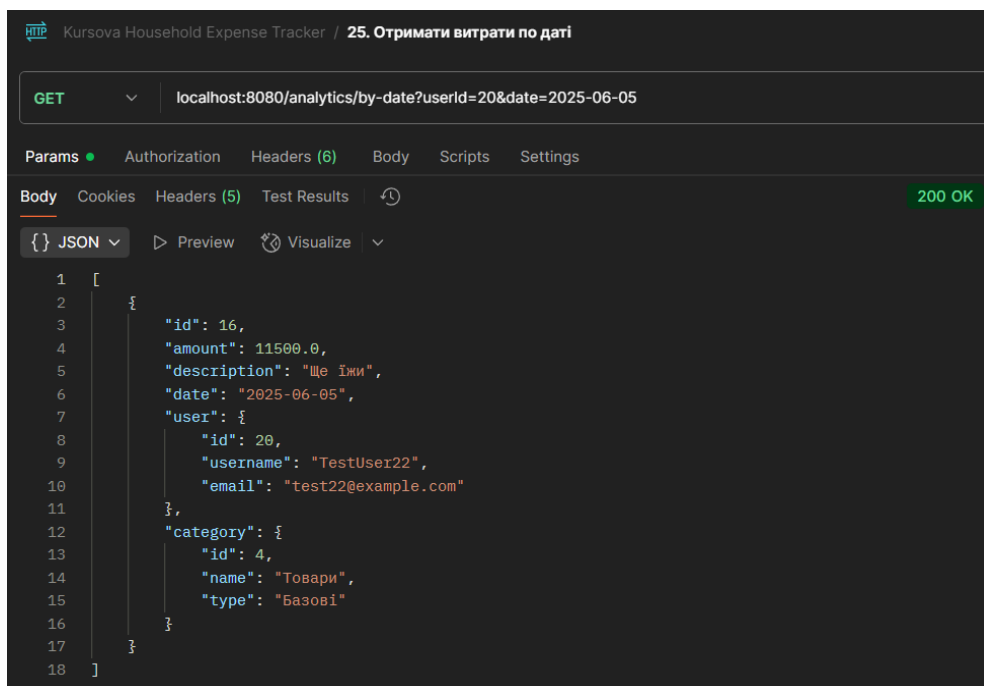 HTTP Kursova Household Expense Tracker / 25. Отримати витрати по даті
GET localhost:8080/analytics/by-date?userId=20&date=2025-06-05
Params Authorization Headers (6) Body Scripts Settings
Body Cookies Headers (5) Test Results 200 OK
{} JSON Preview Visualize
1 [
2 {
3 "id": 16,
4 "amount": 11500.0,
5 "description": "Ще їжи",
6 "date": "2025-06-05",
7 "user": {
8 "id": 20,
9 "username": "TestUser22",
10 "email": "test22@example.com"
11 },
12 "category": {
13 "id": 4,
14 "name": "Товари",
15 "type": "Базові"
16 }
17 }
18 ]